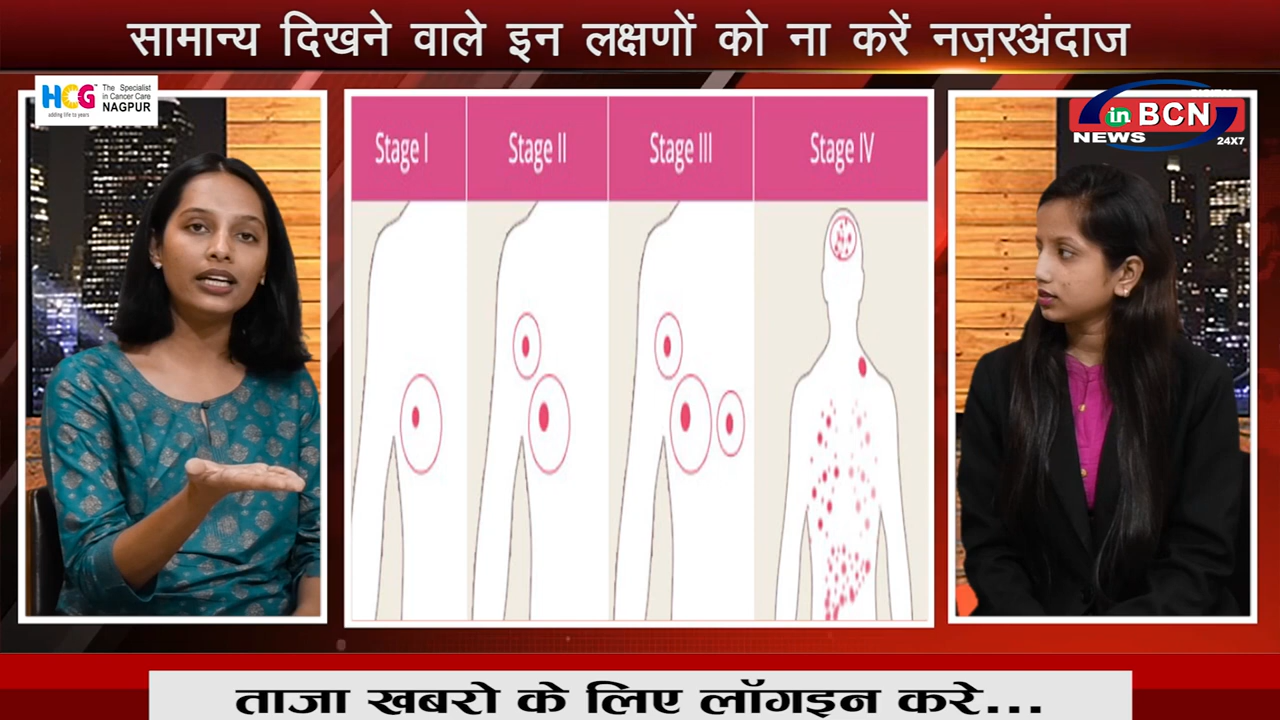 सामान्य दिखने वाले इन लक्षणों को ना करें नज़रअंदाज
HCG
adding life to years
The Specialist
in Cancer Care
NAGPUR
Stage I
Stage II
Stage III
Stage IV
in BCN
NEWS
24X7
ताजा खबरो के लिए लॉगइन करे...